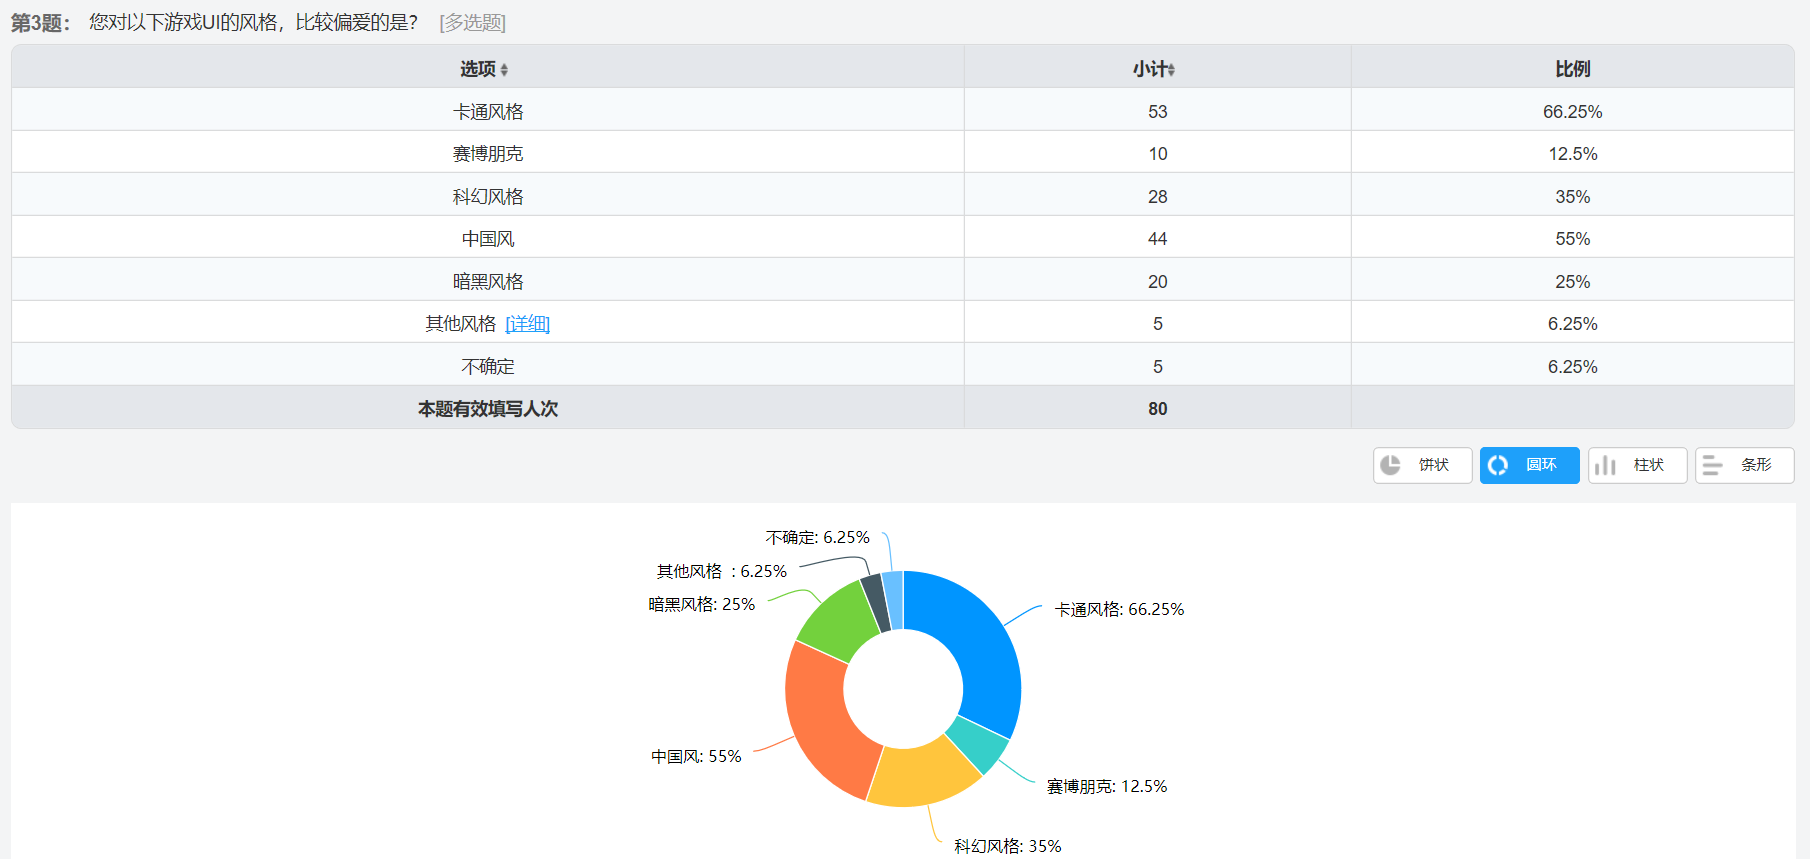 第3题： 您对以下游戏UI的风格，比较偏爱的是？ [多选题]
选项 小计 比例
卡通风格 53 66.25%
赛博朋克 10 12.5%
科幻风格 28 35%
中国风 44 55%
暗黑风格 20 25%
其他风格 [详细] 5 6.25%
不确定 5 6.25%
本题有效填写人次 80
饼状 圆环 柱状 条形
不确定: 6.25%
其他风格 : 6.25%
暗黑风格: 25%
卡通风格: 66.25%
中国风: 55%
赛博朋克: 12.5%
科幻风格: 35%